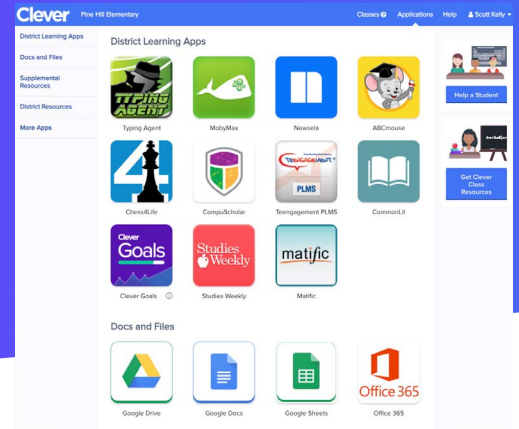 Clever Pine Hill Elementary Classes Applications Help Scott Kelly
District Learning Apps
Docs and Files
Supplemental
Resources
District Resources
More Apps
District Learning Apps
TYPING
AGENT
Typing Agent
MobyMax
Newsela
ABCmouse
4
Chess4Life
CompuScholar
TEENGAGEMENT
PLMS
Teengagement PLMS
CommonLit
Clever
Goals
Clever Goals
Studies
Weekly
Studies Weekly
matific
Matific
Docs and Files
Google Drive
Google Docs
Google Sheets
Office 365
Office 365
Help a Student
Get Clever
Class
Resources